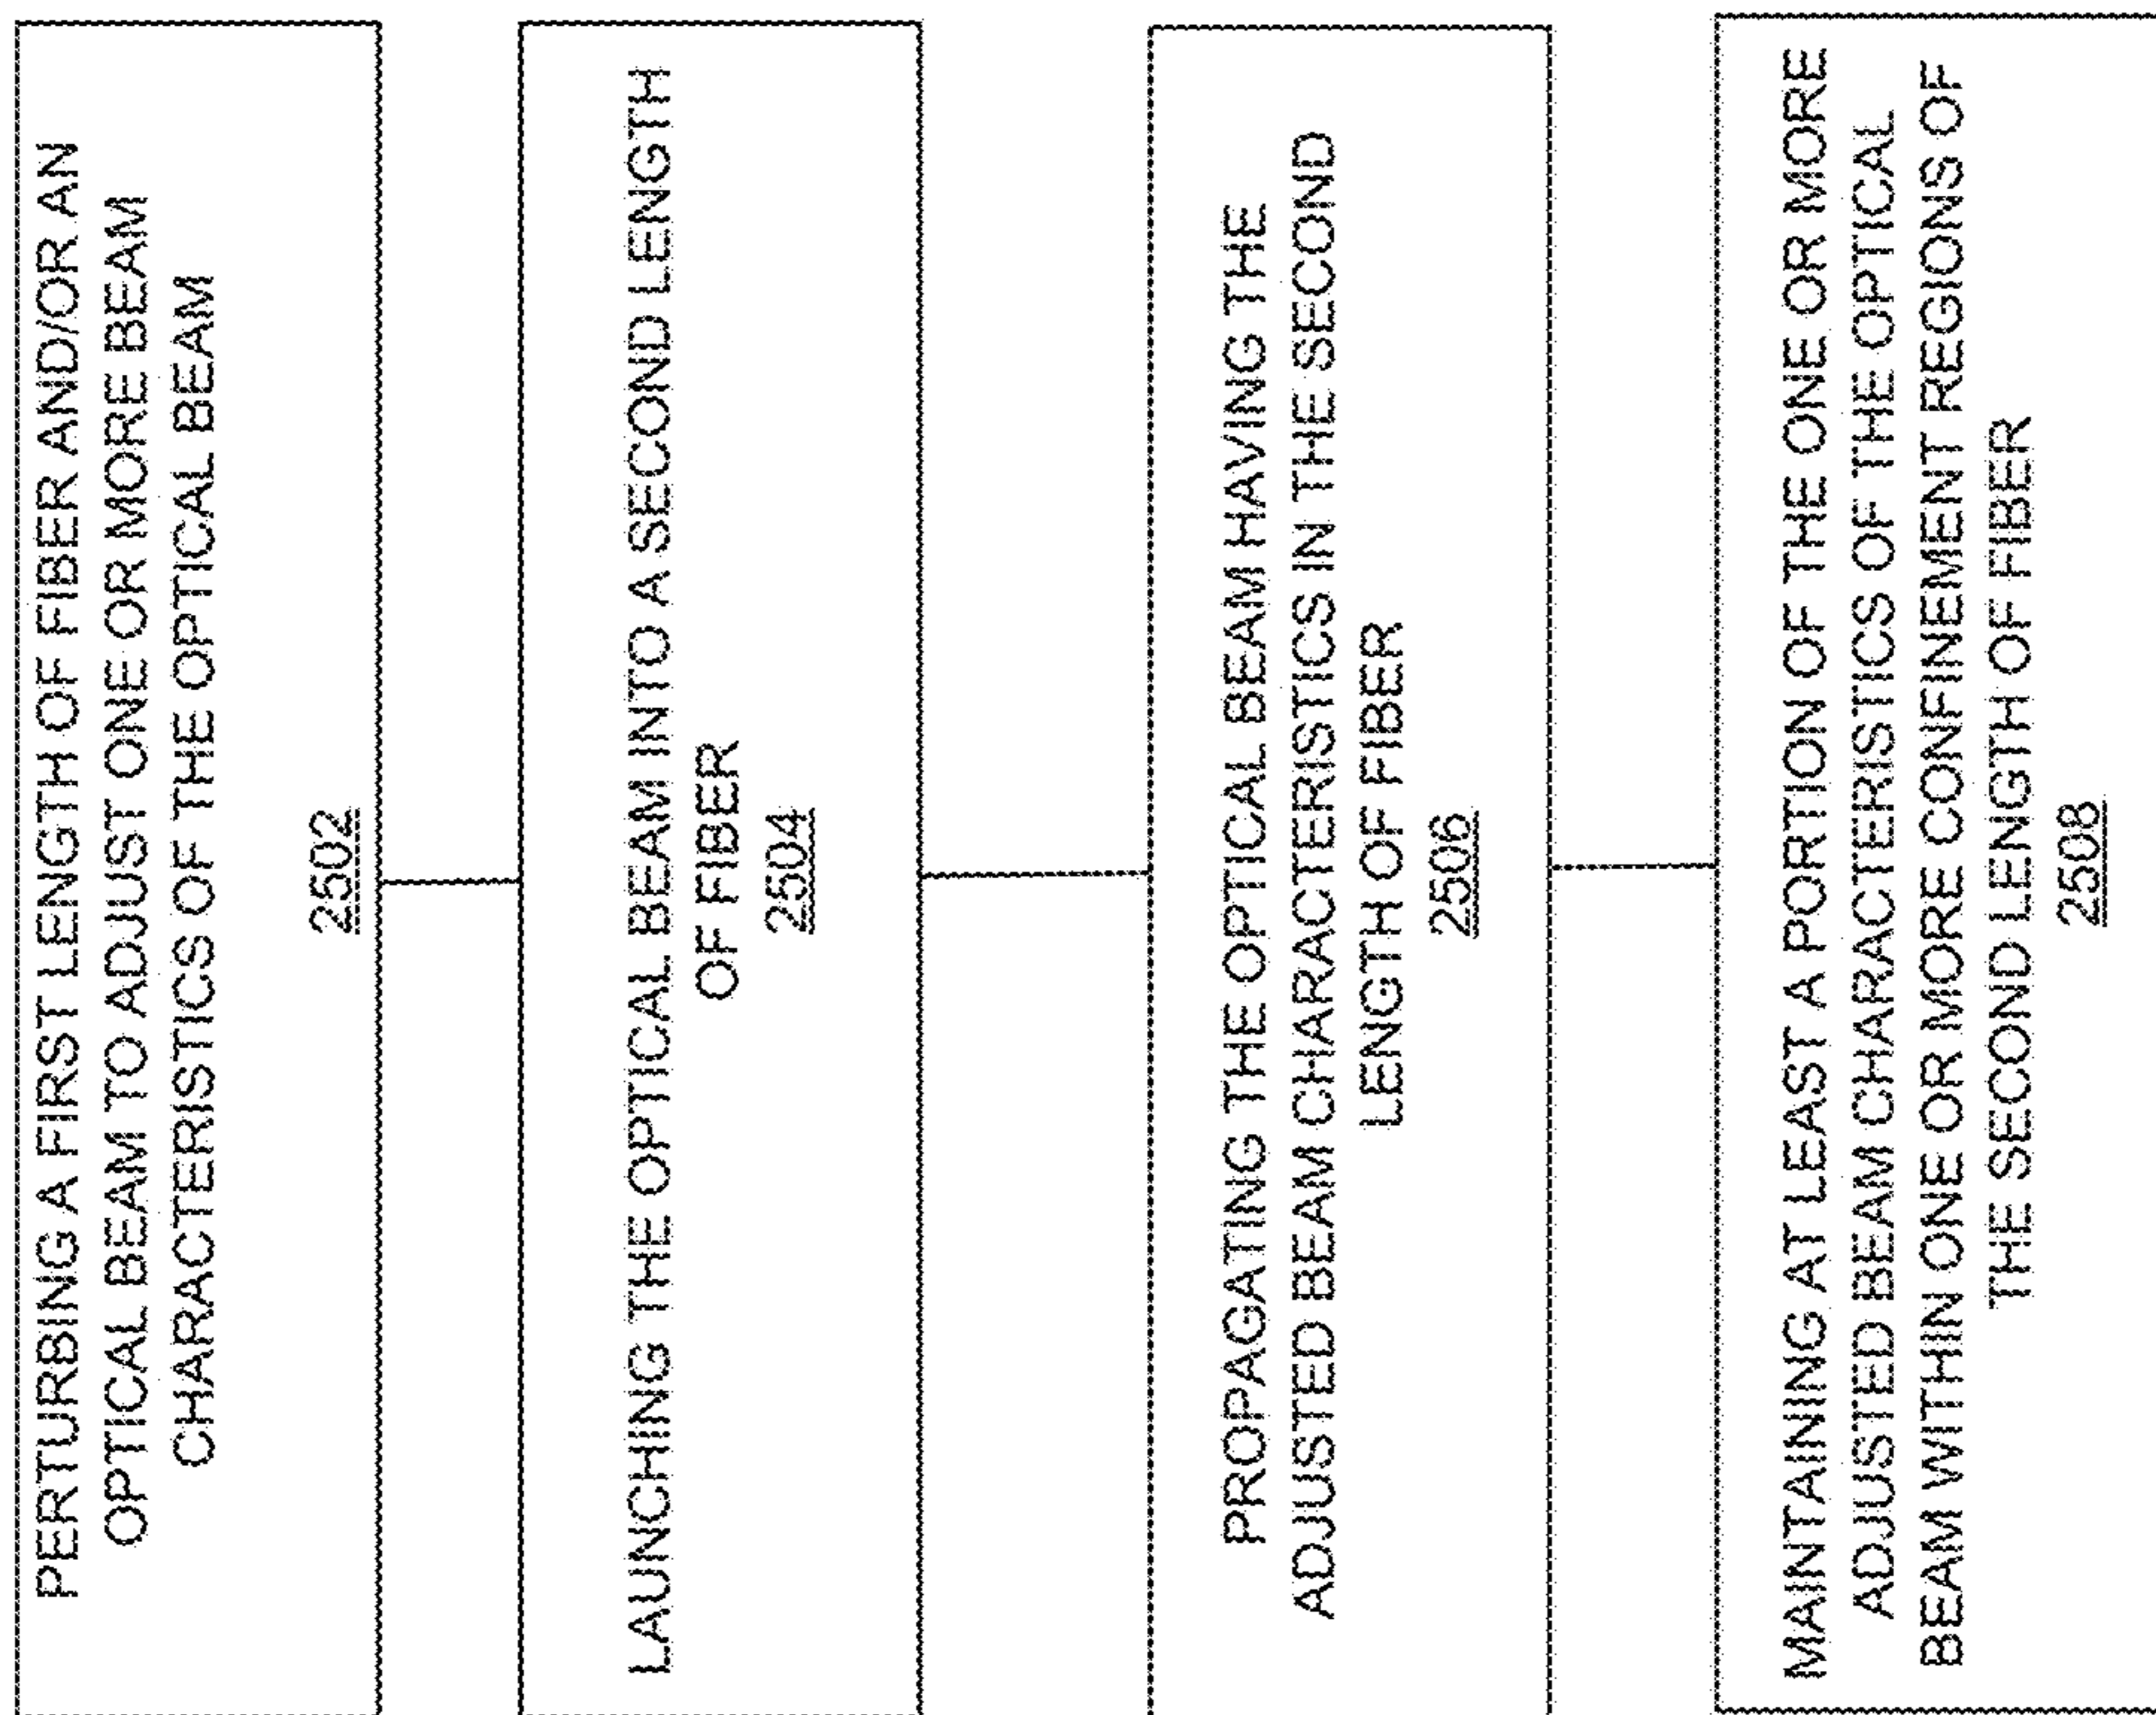 PERTURBING A FIRST LENGTH OF FIBER AND/OR AN
OPTICAL BEAM TO ADJUST ONE OR MORE BEAM
CHARACTERISTICS OF THE OPTICAL BEAM
2502
LAUNCHING THE OPTICAL BEAM INTO A SECOND LENGTH
OF FIBER
2504
PROPAGATING THE OPTICAL BEAM HAVING THE
ADJUSTED BEAM CHARACTERISTICS IN THE SECOND
LENGTH OF FIBER
2506
MAINTAINING AT LEAST A PORTION OF THE ONE OR MORE
ADJUSTED BEAM CHARACTERISTICS OF THE OPTICAL
BEAM WITHIN ONE OR MORE CONFINEMENT REGIONS OF
THE SECOND LENGTH OF FIBER
2508